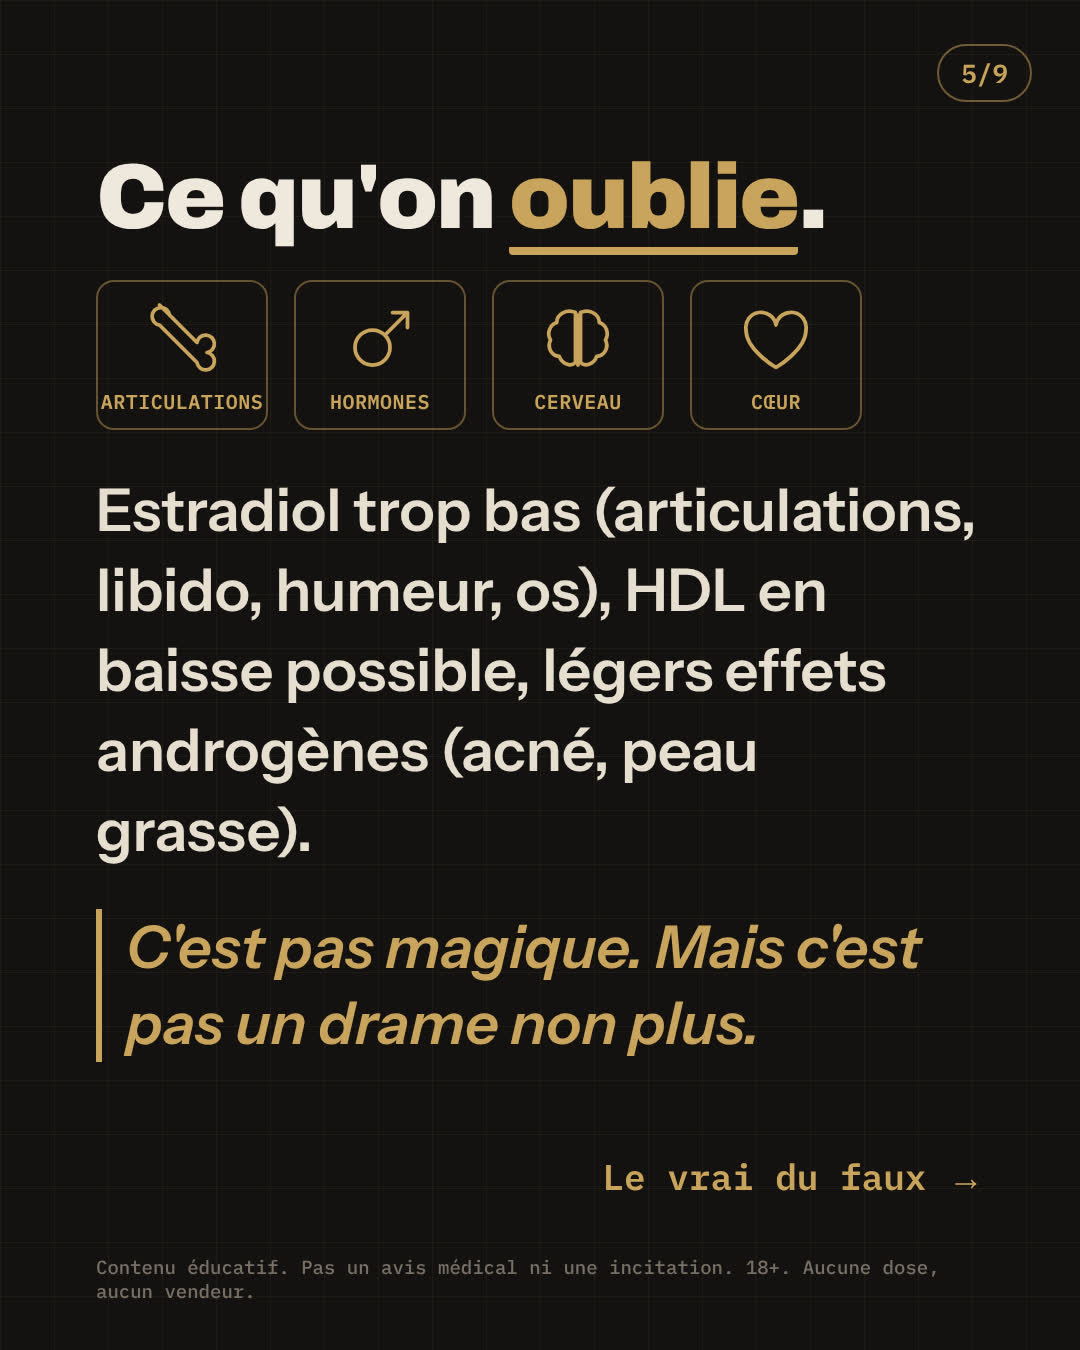 5/9
Ce qu'on oublie.
ARTICULATIONS
HORMONES
CERVEAU
CŒUR
Estradiol trop bas (articulations,
libido, humeur, os), HDL en
baisse possible, légers effets
androgènes (acné, peau
grasse).
C'est pas magique. Mais c'est
pas un drame non plus.
Le vrai du faux →
Contenu éducatif. Pas un avis médical ni une incitation. 18+. Aucune dose,
aucun vendeur.